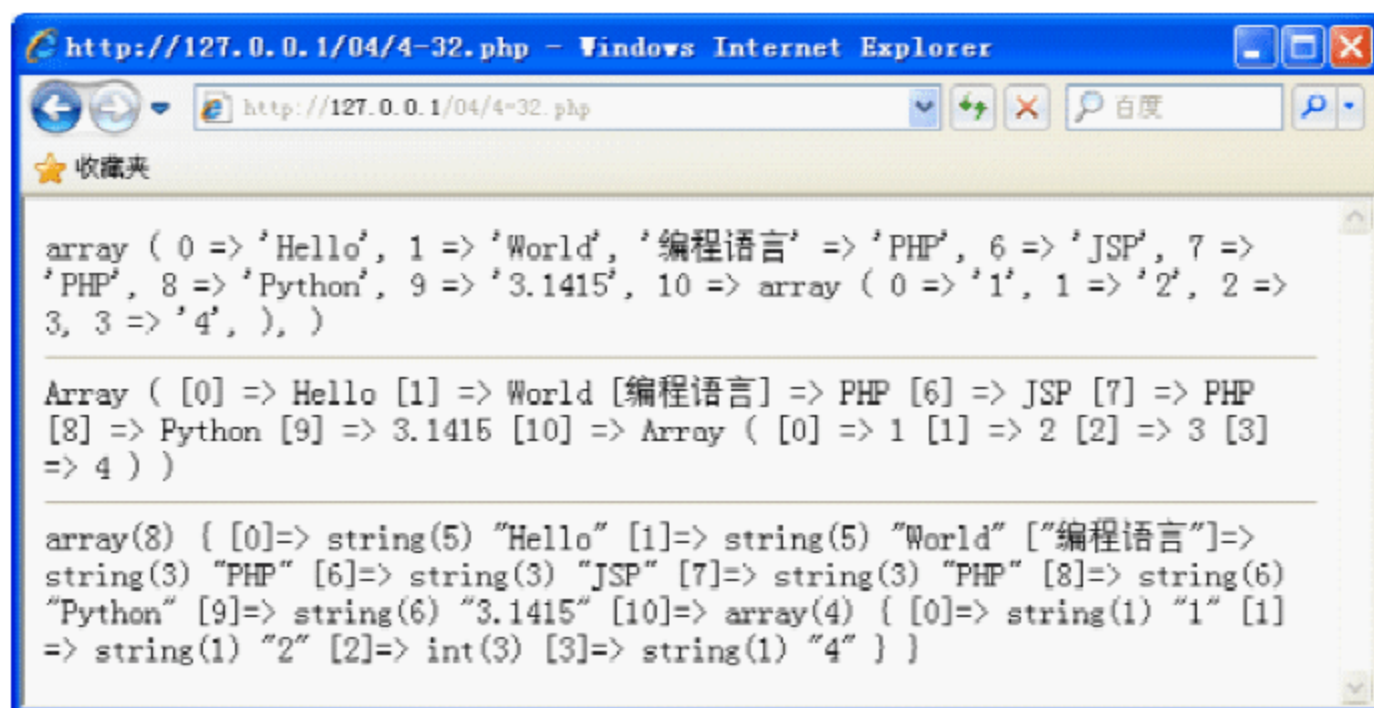 http://127.0.0.1/04/4-32.php - Windows Internet Explorer
http://127.0.0.1/04/4-32.php
百度
收藏夹
array ( 0 => 'Hello', 1 => 'World', '编程语言' => 'PHP', 6 => 'JSP', 7 =>
'PHP', 8 => 'Python', 9 => '3.1415', 10 => array ( 0 => '1', 1 => '2', 2 =>
3, 3 => '4', ), )
Array ( [0] => Hello [1] => World [编程语言] => PHP [6] => JSP [7] => PHP
[8] => Python [9] => 3.1415 [10] => Array ( [0] => 1 [1] => 2 [2] => 3 [3]
=> 4 ) )
array(8) { [0]=> string(5) "Hello" [1]=> string(5) "World" ["编程语言"]=>
string(3) "PHP" [6]=> string(3) "JSP" [7]=> string(3) "PHP" [8]=> string(6)
"Python" [9]=> string(6) "3.1415" [10]=> array(4) { [0]=> string(1) "1" [1]
=> string(1) "2" [2]=> int(3) [3]=> string(1) "4" } }